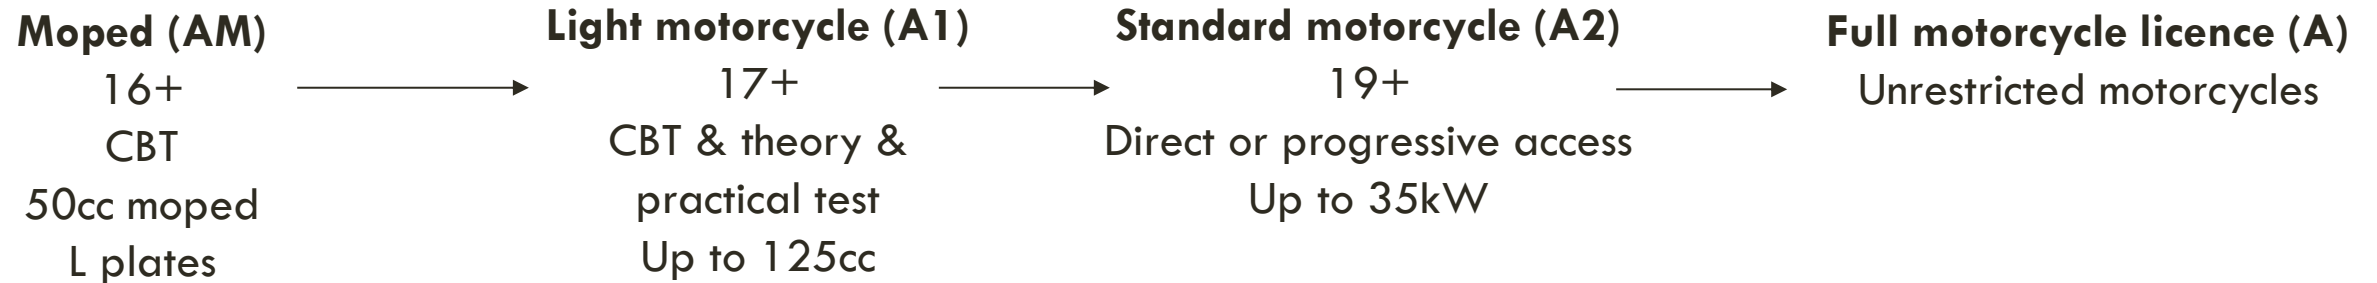 Moped (AM)
16+
CBT
50cc moped
L plates
Light motorcycle (A1)
17+
CBT & theory &
practical test
Up to 125cc
Standard motorcycle (A2)
19+
Direct or progressive access
Up to 35kW
Full motorcycle licence (A)
Unrestricted motorcycles